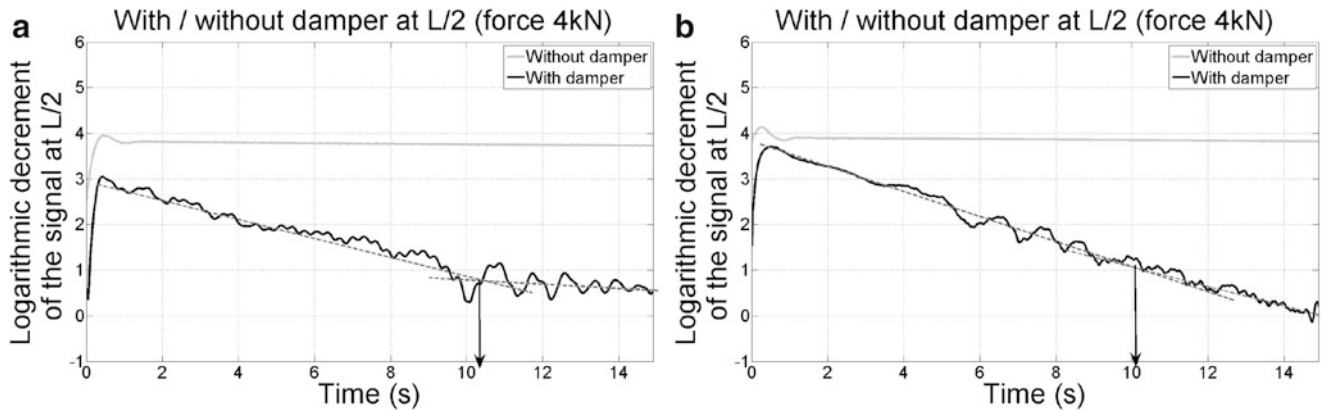 a
With / without damper at L/2 (force 4kN)
Logarithmic decrement
of the signal at L/2
6
5
4
3
2
1
0
-1
Without damper
With damper
0 2 4 6 8 10 12 14
Time (s)
b
With / without damper at L/2 (force 4kN)
Logarithmic decrement
of the signal at L/2
6
5
4
3
2
1
0
-1
Without damper
With damper
0 2 4 6 8 10 12 14
Time (s)